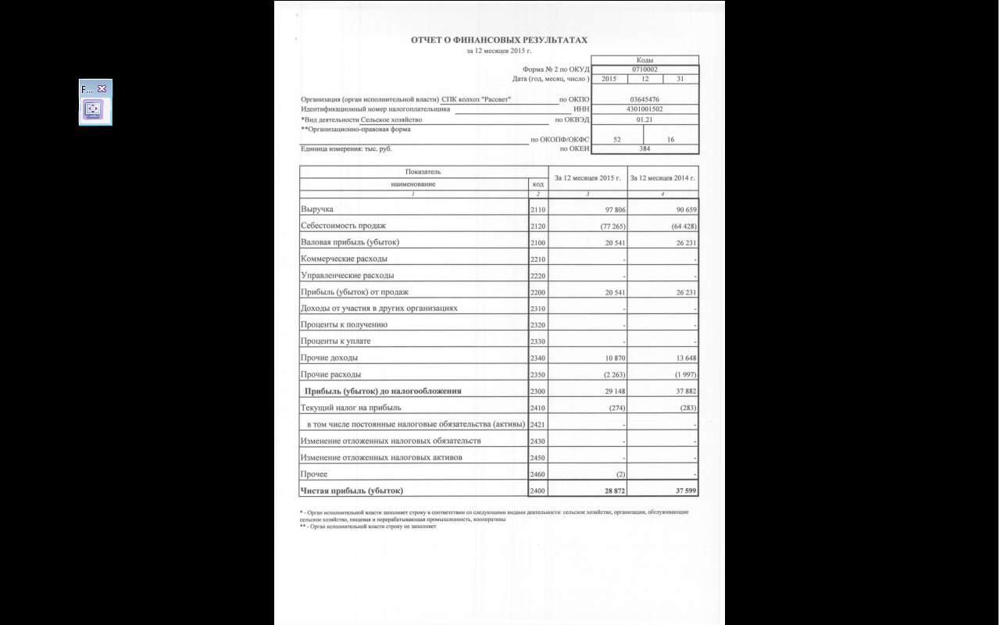 ОТЧЕТ О ФИНАНСОВЫХ РЕЗУЛЬТАТАХ
за 12 месяцев 2015 г.
Коды
Форма № 2 по ОКУД 0710002
Дата (год, месяц, число ) 2015 12 31
Организация (орган исполнительной власти) СПК колхоз "Рассвет" по ОКПО 03645476
Идентификационный номер налогоплательщика ИНН 4301001502
*Вид деятельности Сельское хозяйство по ОКВЭД 01.21
**Организационно-правовая форма
по ОКОПФ/ОКФС 52 16
Единица измерения: тыс. руб. по ОКЕИ 384
Показатель За 12 месяцев 2015 г. За 12 месяцев 2014 г.
наименование код
1 2 3 4
Выручка 2110 97 806 90 659
Себестоимость продаж 2120 (77 265) (64 428)
Валовая прибыль (убыток) 2100 20 541 26 231
Коммерческие расходы 2210 - -
Управленческие расходы 2220 - -
Прибыль (убыток) от продаж 2200 20 541 26 231
Доходы от участия в других организациях 2310 - -
Проценты к получению 2320 - -
Проценты к уплате 2330 - -
Прочие доходы 2340 10 870 13 648
Прочие расходы 2350 (2 263) (1 997)
Прибыль (убыток) до налогообложения 2300 29 148 37 882
Текущий налог на прибыль 2410 (274) (283)
в том числе постоянные налоговые обязательства (активы) 2421 - -
Изменение отложенных налоговых обязательств 2430 - -
Изменение отложенных налоговых активов 2450 - -
Прочее 2460 (2) -
Чистая прибыль (убыток) 2400 28 872 37 599
* - Орган исполнительной власти заполняет строку в соответствии со следующими видами деятельности: сельское хозяйство, организации, обслуживающие
сельское хозяйство, пищевая и перерабатывающая промышленность, кооперативы
** - Орган исполнительной власти строку не заполняет
F...